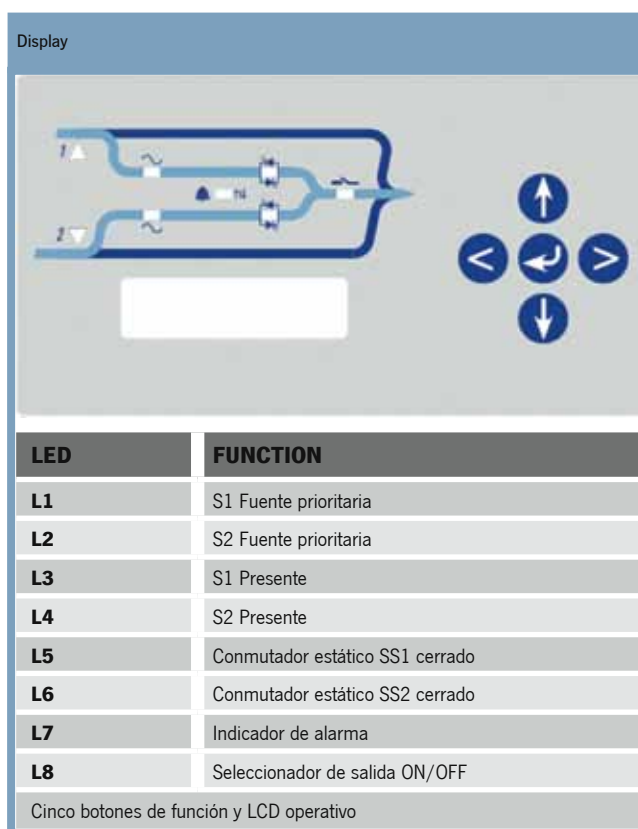 Display
1
2
LED FUNCTION
L1 S1 Fuente prioritaria
L2 S2 Fuente prioritaria
L3 S1 Presente
L4 S2 Presente
L5 Conmutador estático SS1 cerrado
L6 Conmutador estático SS2 cerrado
L7 Indicador de alarma
L8 Seleccionador de salida ON/OFF
Cinco botones de función y LCD operativo